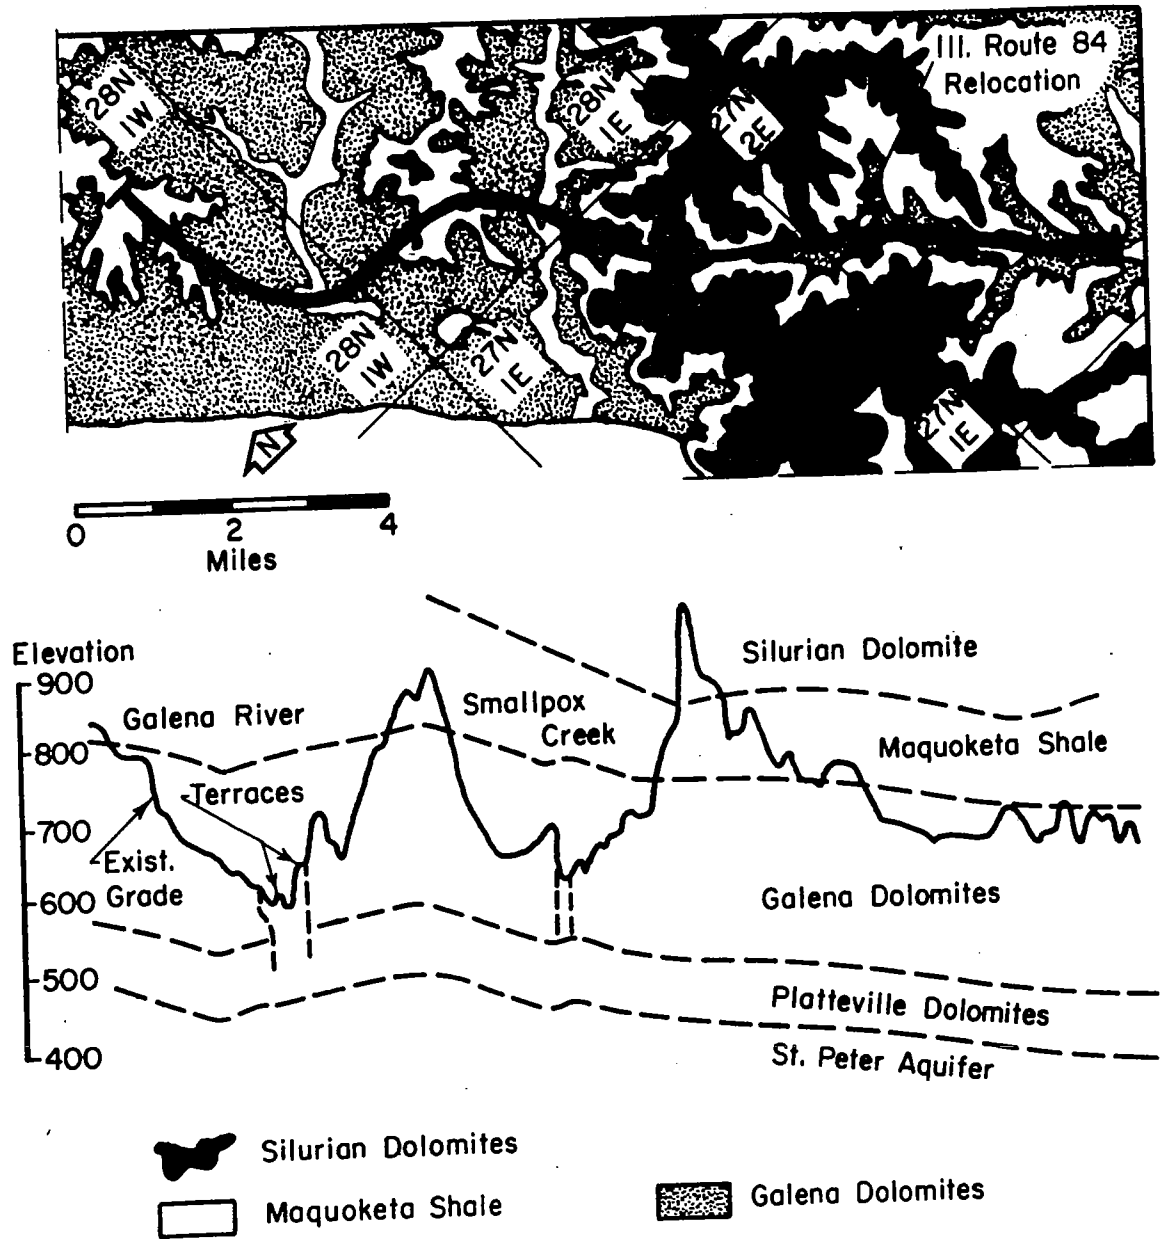 Ill. Route 84
Relocation
28N
1W
28N
1E
27N
2E
28N
1W
27N
1E
27N
1E
N
0 2 4
Miles
Elevation
900
800
700
600
500
400
Galena River
Smallpox
Creek
Silurian Dolomite
Maquoketa Shale
Terraces
Exist.
Grade
Galena Dolomites
Platteville Dolomites
St. Peter Aquifer
Silurian Dolomites
Maquoketa Shale
Galena Dolomites